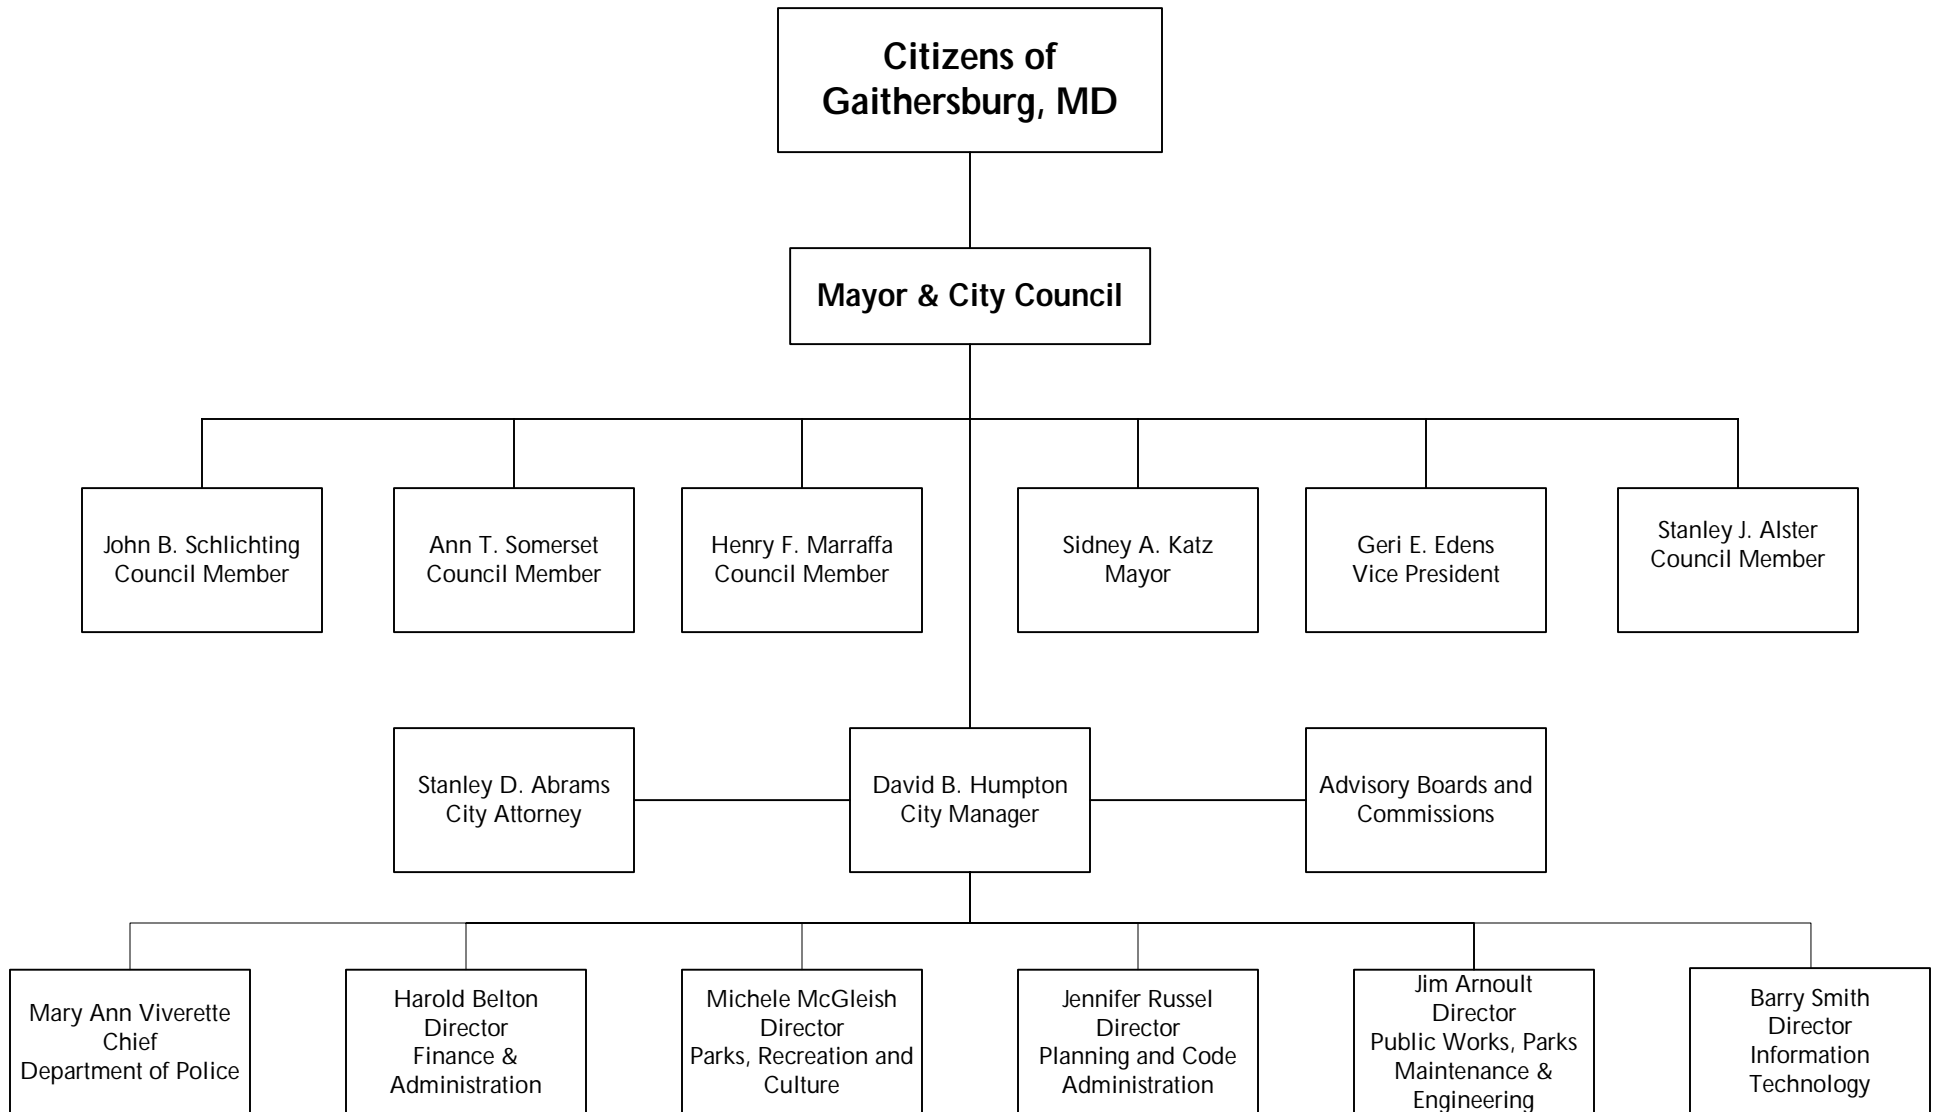 Citizens of
Gaithersburg, MD
Mayor & City Council
John B. Schlichting
Council Member
Ann T. Somerset
Council Member
Henry F. Marraffa
Council Member
Sidney A. Katz
Mayor
Geri E. Edens
Vice President
Stanley J. Alster
Council Member
Stanley D. Abrams
City Attorney
David B. Humpton
City Manager
Advisory Boards and
Commissions
Mary Ann Viverette
Chief
Department of Police
Harold Belton
Director
Finance &
Administration
Michele McGleish
Director
Parks, Recreation and
Culture
Jennifer Russel
Director
Planning and Code
Administration
Jim Arnoult
Director
Public Works, Parks
Maintenance &
Engineering
Barry Smith
Director
Information
Technology